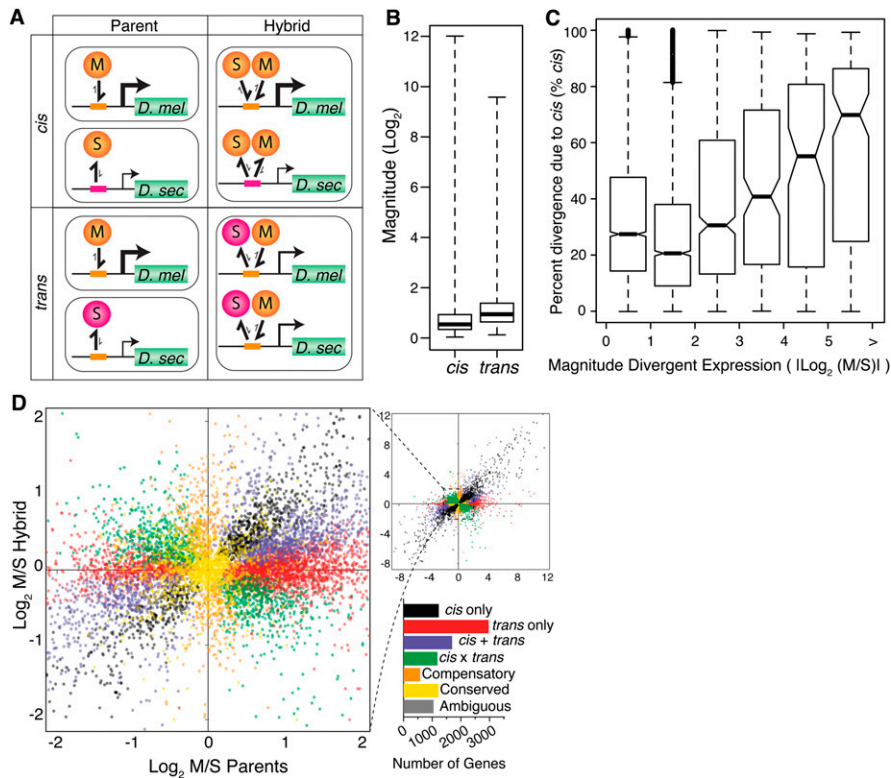 A
Parent
Hybrid
cis
M
D. mel
S M
D. mel
S
D. sec
S M
D. sec
trans
M
D. mel
S M
D. mel
S
D. sec
S M
D. sec
B
Magnitude (Log2)
12
10
8
6
4
2
0
cis trans
C
Percent divergence due to cis (% cis)
100
80
60
40
20
0
0 1 2 3 4 5 >
Magnitude Divergent Expression ( |Log2 (M/S)| )
D
Log2 M/S Hybrid
2
1
0
-1
-2
-2 -1 0 1 2
Log2 M/S Parents
12
8
4
0
-4
-8
-8 -4 0 4 8 12
cis only
trans only
cis + trans
cis x trans
Compensatory
Conserved
Ambiguous
0 1000 2000 3000
Number of Genes